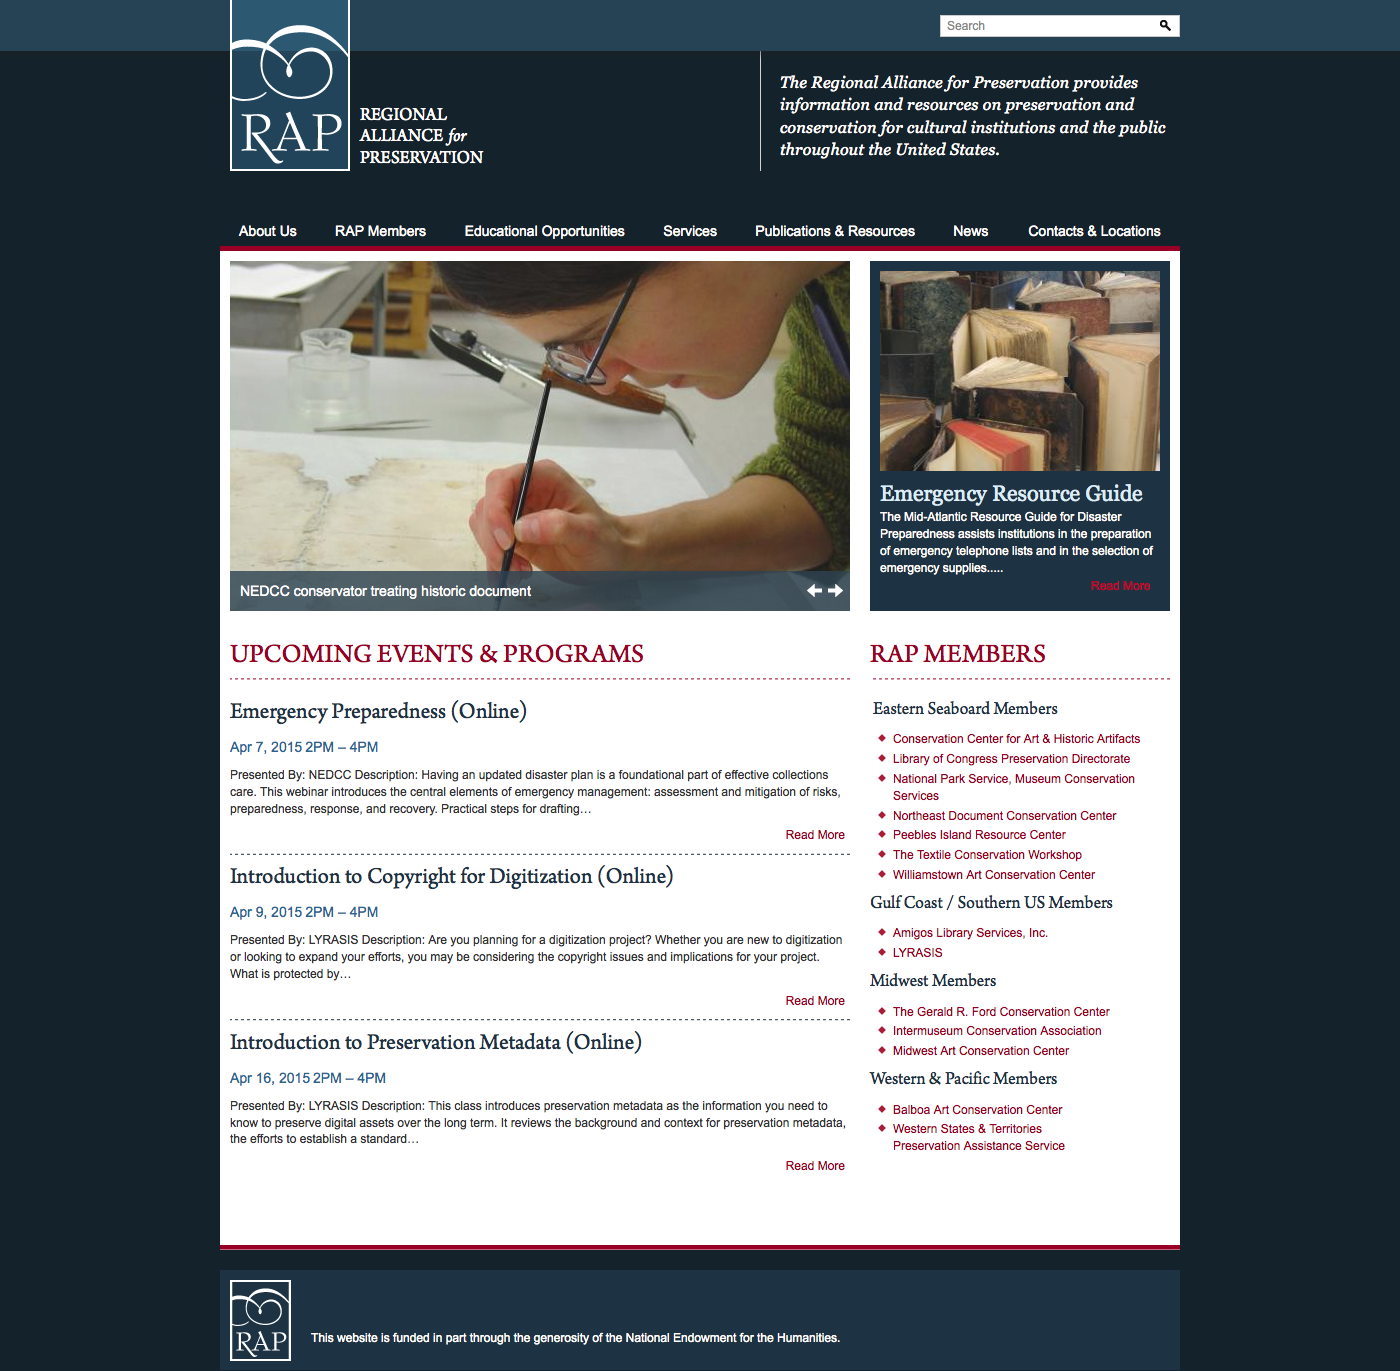 Search
RAP
REGIONAL
ALLIANCE for
PRESERVATION
The Regional Alliance for Preservation provides
information and resources on preservation and
conservation for cultural institutions and the public
throughout the United States.
About Us RAP Members Educational Opportunities Services Publications & Resources News Contacts & Locations
NEDCC conservator treating historic document
Emergency Resource Guide
The Mid-Atlantic Resource Guide for Disaster
Preparedness assists institutions in the preparation
of emergency telephone lists and in the selection of
emergency supplies.....
Read More
UPCOMING EVENTS & PROGRAMS
Emergency Preparedness (Online)
Apr 7, 2015 2PM – 4PM
Presented By: NEDCC Description: Having an updated disaster plan is a foundational part of effective collections
care. This webinar introduces the central elements of emergency management: assessment and mitigation of risks,
preparedness, response, and recovery. Practical steps for drafting…
Read More
Introduction to Copyright for Digitization (Online)
Apr 9, 2015 2PM – 4PM
Presented By: LYRASIS Description: Are you planning for a digitization project? Whether you are new to digitization
or looking to expand your efforts, you may be considering the copyright issues and implications for your project.
What is protected by…
Read More
Introduction to Preservation Metadata (Online)
Apr 16, 2015 2PM – 4PM
Presented By: LYRASIS Description: This class introduces preservation metadata as the information you need to
know to preserve digital assets over the long term. It reviews the background and context for preservation metadata,
the efforts to establish a standard…
Read More
RAP MEMBERS
Eastern Seaboard Members
Conservation Center for Art & Historic Artifacts
Library of Congress Preservation Directorate
National Park Service, Museum Conservation
Services
Northeast Document Conservation Center
Peebles Island Resource Center
The Textile Conservation Workshop
Williamstown Art Conservation Center
Gulf Coast / Southern US Members
Amigos Library Services, Inc.
LYRASIS
Midwest Members
The Gerald R. Ford Conservation Center
Intermuseum Conservation Association
Midwest Art Conservation Center
Western & Pacific Members
Balboa Art Conservation Center
Western States & Territories
Preservation Assistance Service
RAP
This website is funded in part through the generosity of the National Endowment for the Humanities.